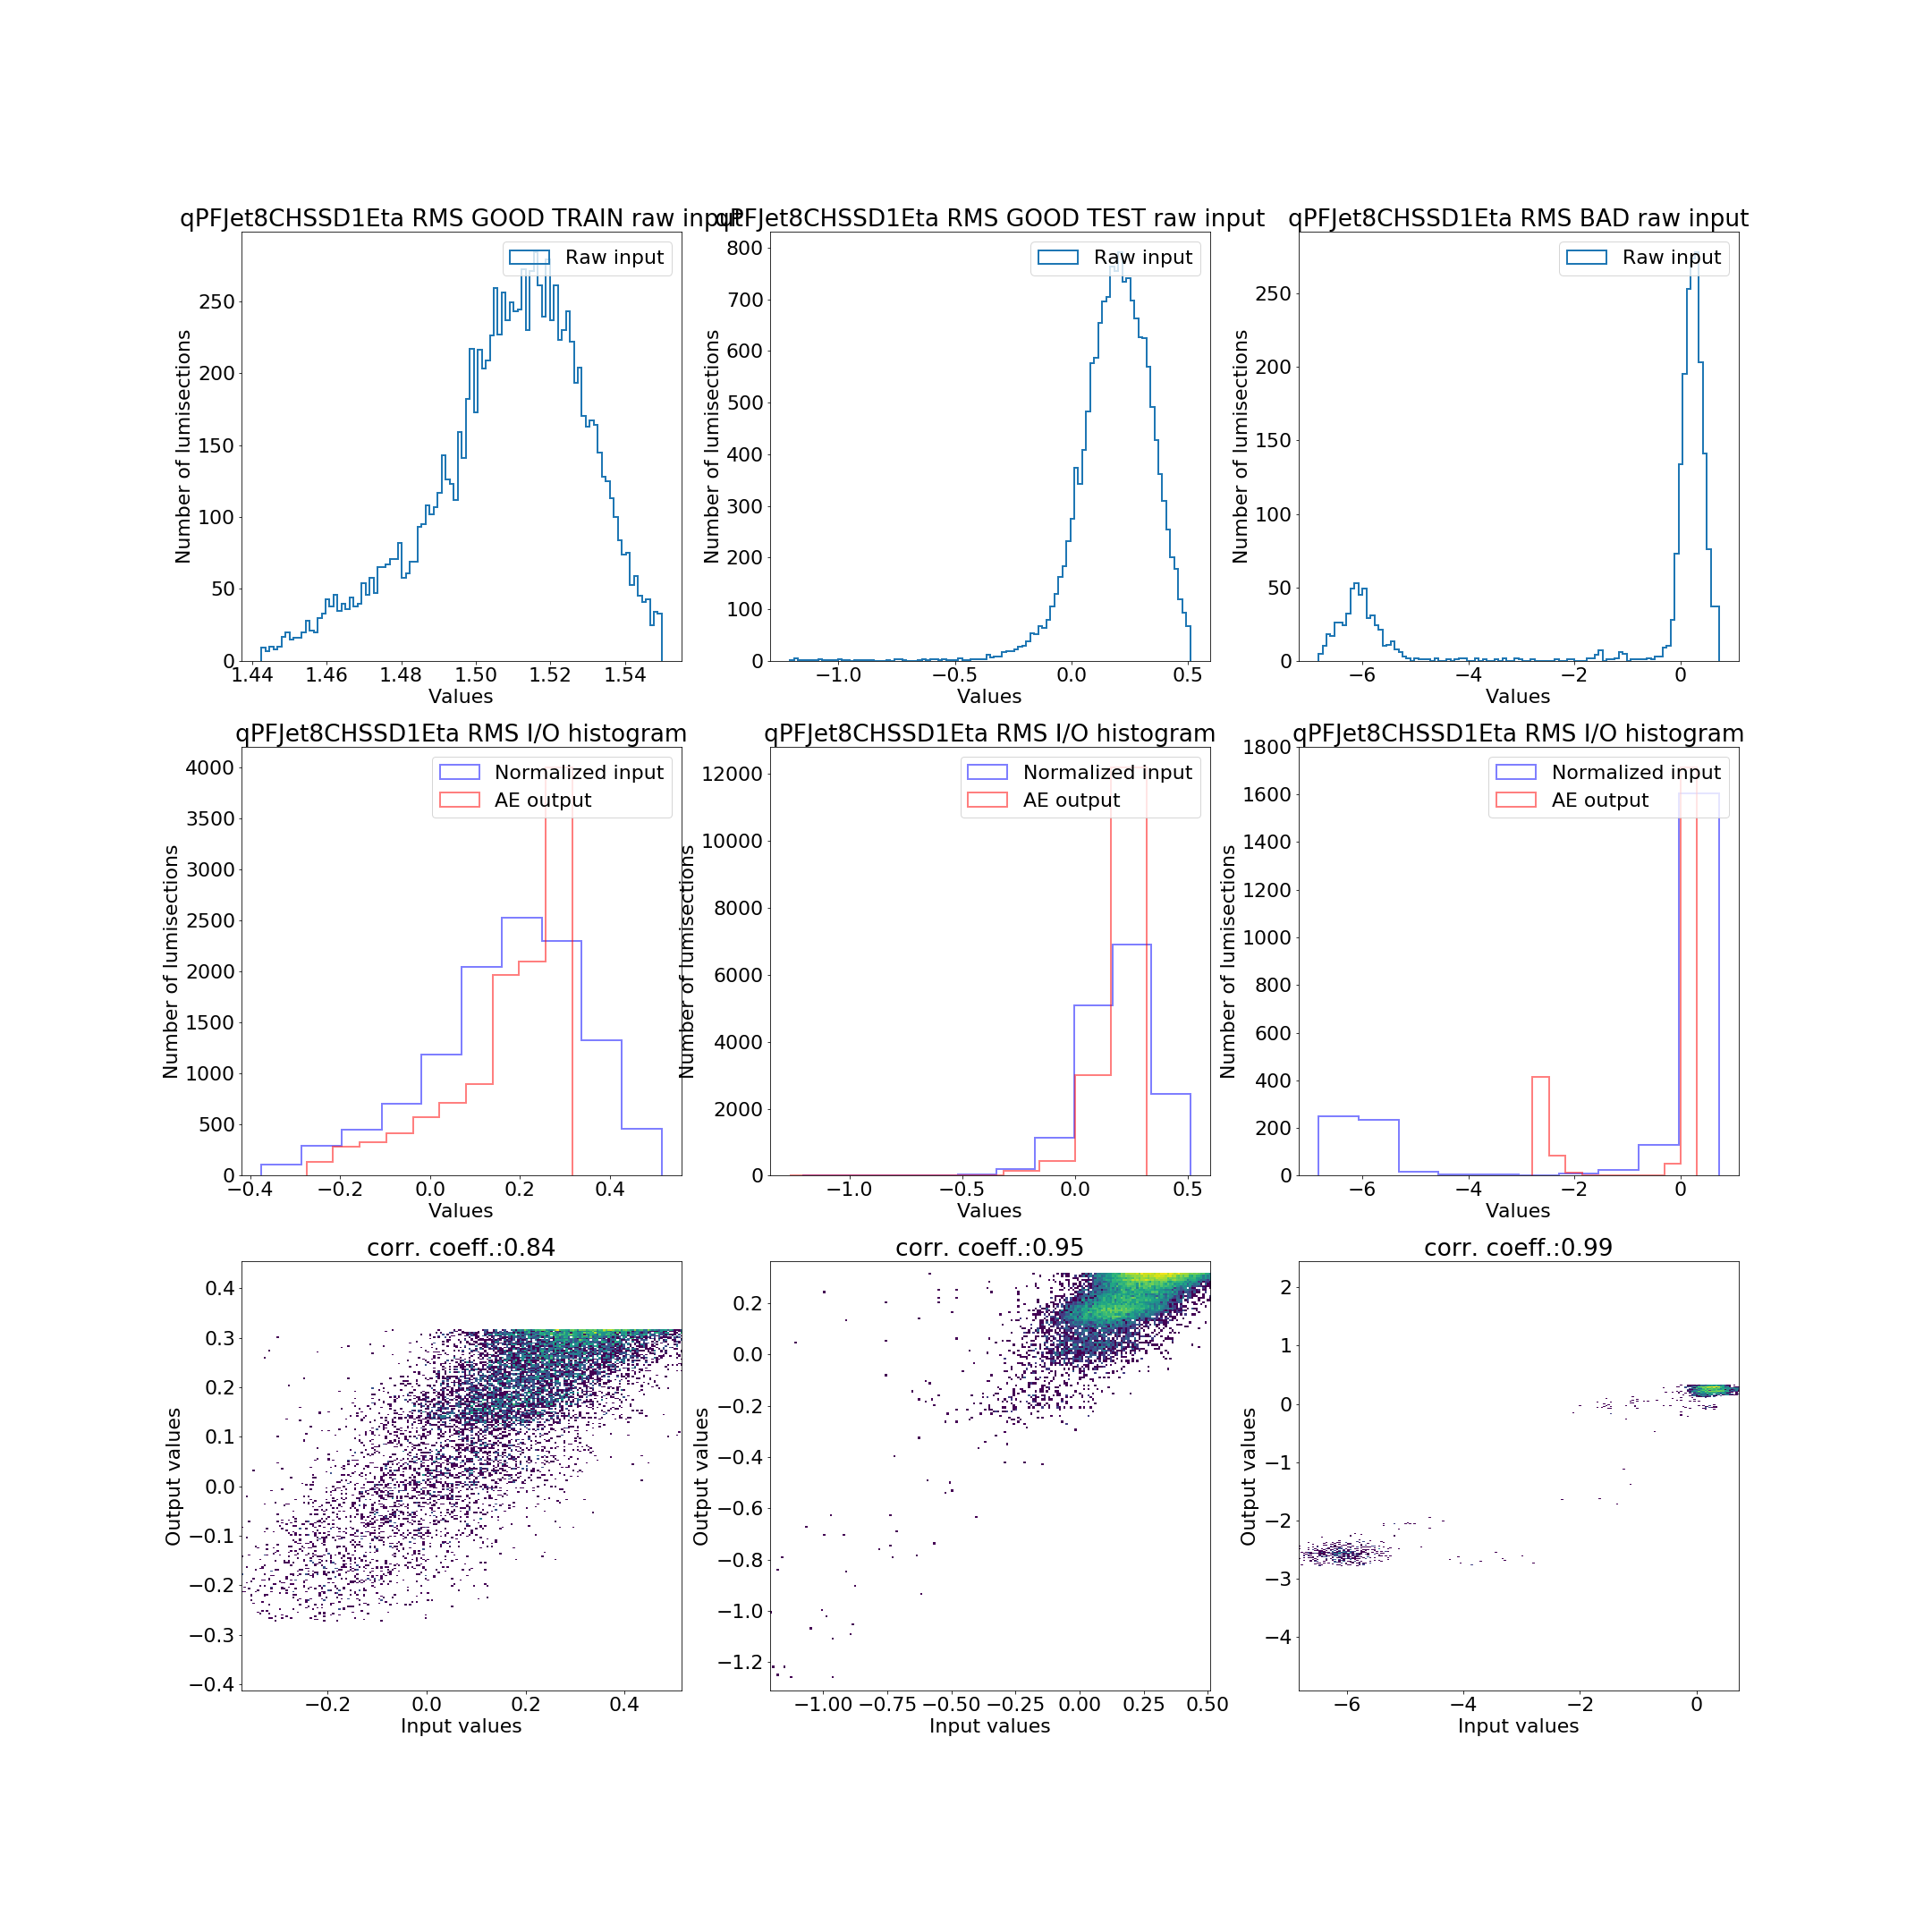 qPFJet8CHSSD1Eta RMS GOOD TRAIN raw input
qPFJet8CHSSD1Eta RMS GOOD TEST raw input
qPFJet8CHSSD1Eta RMS BAD raw input
Raw input
Raw input
Raw input
Number of lumisections
0
50
100
150
200
250
1.44 1.46 1.48 1.50 1.52 1.54
Values
Number of lumisections
0
100
200
300
400
500
600
700
800
−1.0 −0.5 0.0 0.5
Values
Number of lumisections
0
50
100
150
200
250
−6 −4 −2 0
Values
qPFJet8CHSSD1Eta RMS I/O histogram
Normalized input
AE output
Number of lumisections
0
500
1000
1500
2000
2500
3000
3500
4000
−0.4 −0.2 0.0 0.2 0.4
Values
qPFJet8CHSSD1Eta RMS I/O histogram
Normalized input
AE output
Number of lumisections
0
2000
4000
6000
8000
10000
12000
−1.0 −0.5 0.0 0.5
Values
qPFJet8CHSSD1Eta RMS I/O histogram
Normalized input
AE output
Number of lumisections
0
200
400
600
800
1000
1200
1400
1600
1800
−6 −4 −2 0
Values
corr. coeff.:0.84
Output values
0.4
0.3
0.2
0.1
0.0
−0.1
−0.2
−0.3
−0.4
−0.2 0.0 0.2 0.4
Input values
corr. coeff.:0.95
Output values
0.2
0.0
−0.2
−0.4
−0.6
−0.8
−1.0
−1.2
−1.00 −0.75 −0.50 −0.25 0.00 0.25 0.50
Input values
corr. coeff.:0.99
Output values
2
1
0
−1
−2
−3
−4
−6 −4 −2 0
Input values